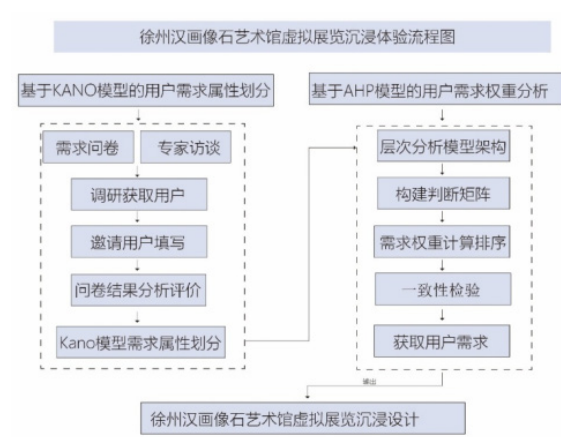 徐州汉画像石艺术馆虚拟展览沉浸体验流程图
基于KANO模型的用户需求属性划分
需求问卷
专家访谈
调研获取用户
邀请用户填写
问卷结果分析评价
Kano模型需求属性划分
基于AHP模型的用户需求权重分析
层次分析模型架构
构建判断矩阵
需求权重计算排序
一致性检验
获取用户需求
输出
徐州汉画像石艺术馆虚拟展览沉浸设计